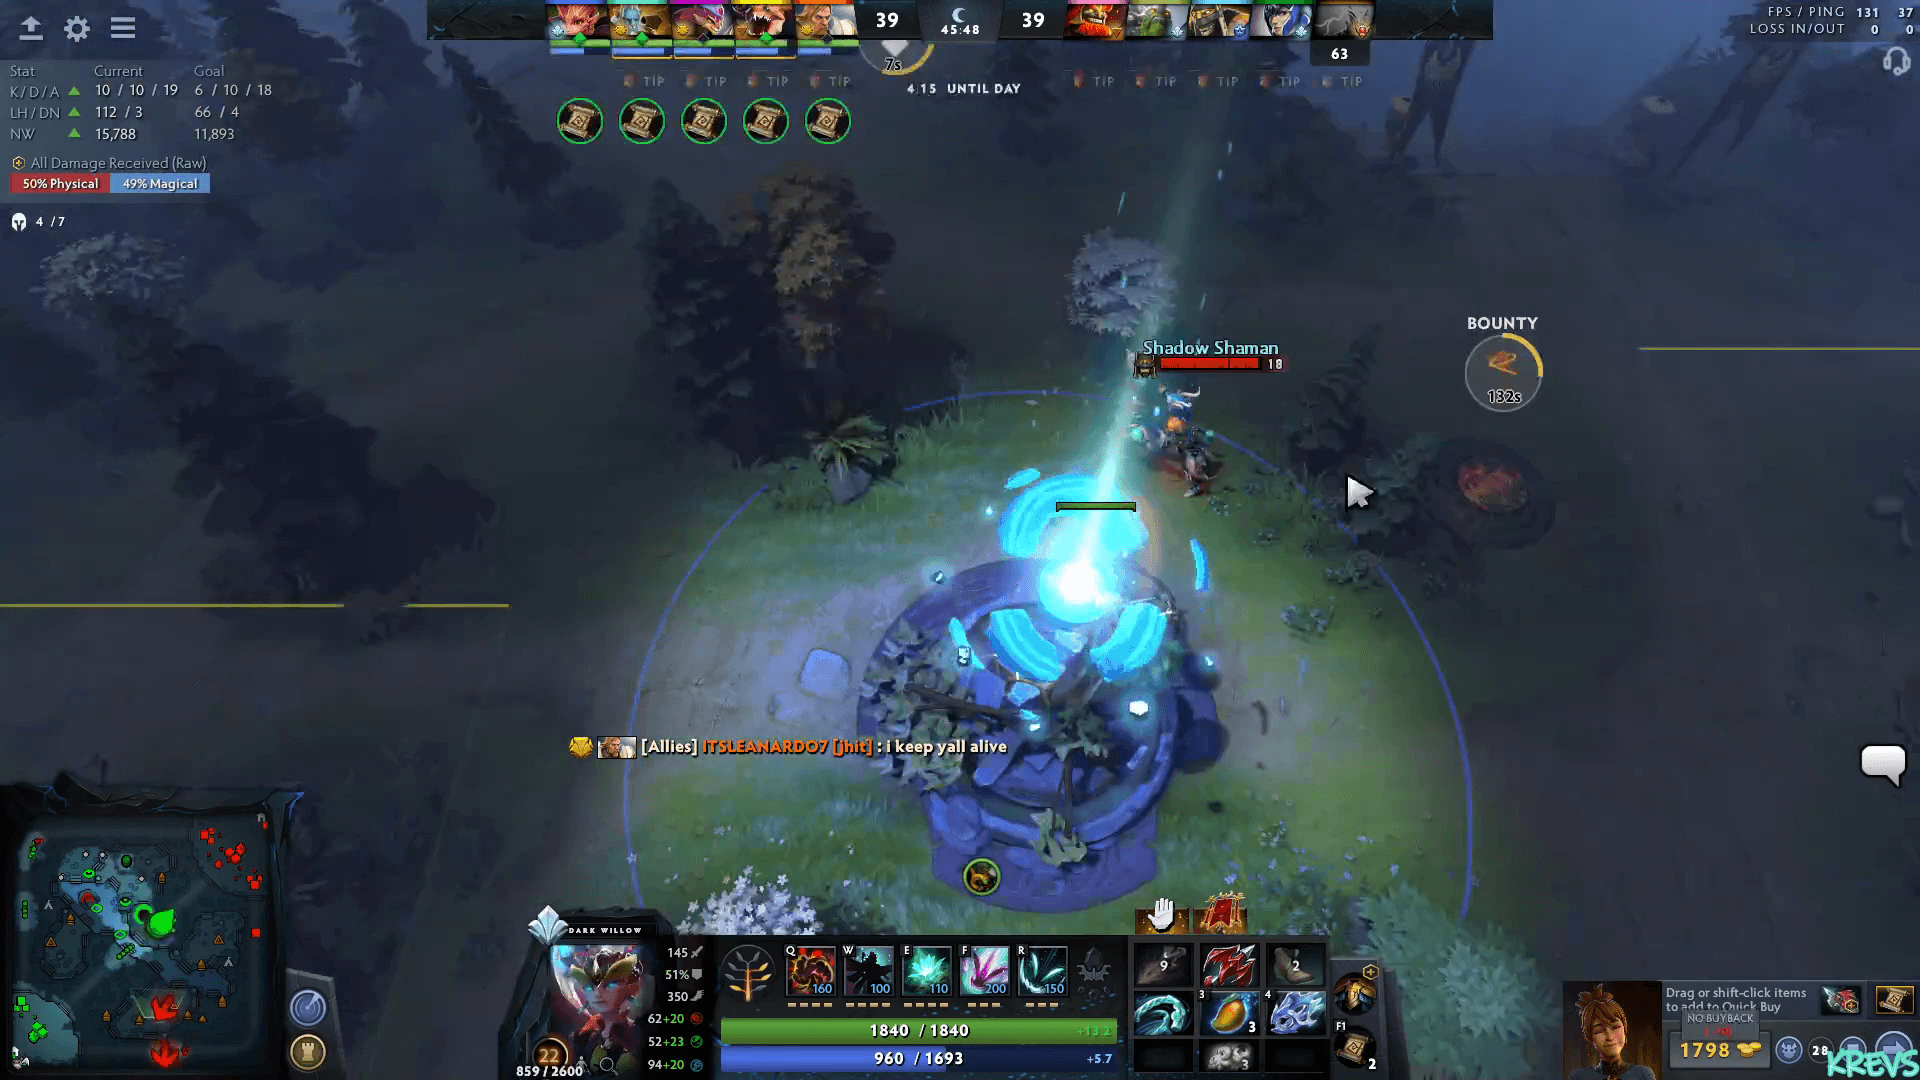 39
45:48
39
FPS / PING 131 37
LOSS IN/OUT 0 0
63
7s
4:15 UNTIL DAY
TIP TIP TIP TIP TIP TIP TIP TIP TIP
Stat Current Goal
K / D / A 10 / 10 / 19 6 / 10 / 18
LH / DN 112 / 3 66 / 4
NW 15,788 11,893
All Damage Received (Raw)
50% Physical 49% Magical
4 / 7
BOUNTY
132s
Shadow Shaman
18
[Allies] ITSLEANARDO7 [jhit] : i keep yall alive
DARK WILLOW
145
51%
350
62+20
52+23
94+20
22
859 / 2600
Q 160
W 100
E 110
F 200
R 150
1840 / 1840 +13.2
960 / 1693 +5.7
9
2
3 3
4
3
F1
2
Drag or shift-click items
to add to Quick Buy
NO BUYBACK
1798
28
KREVS